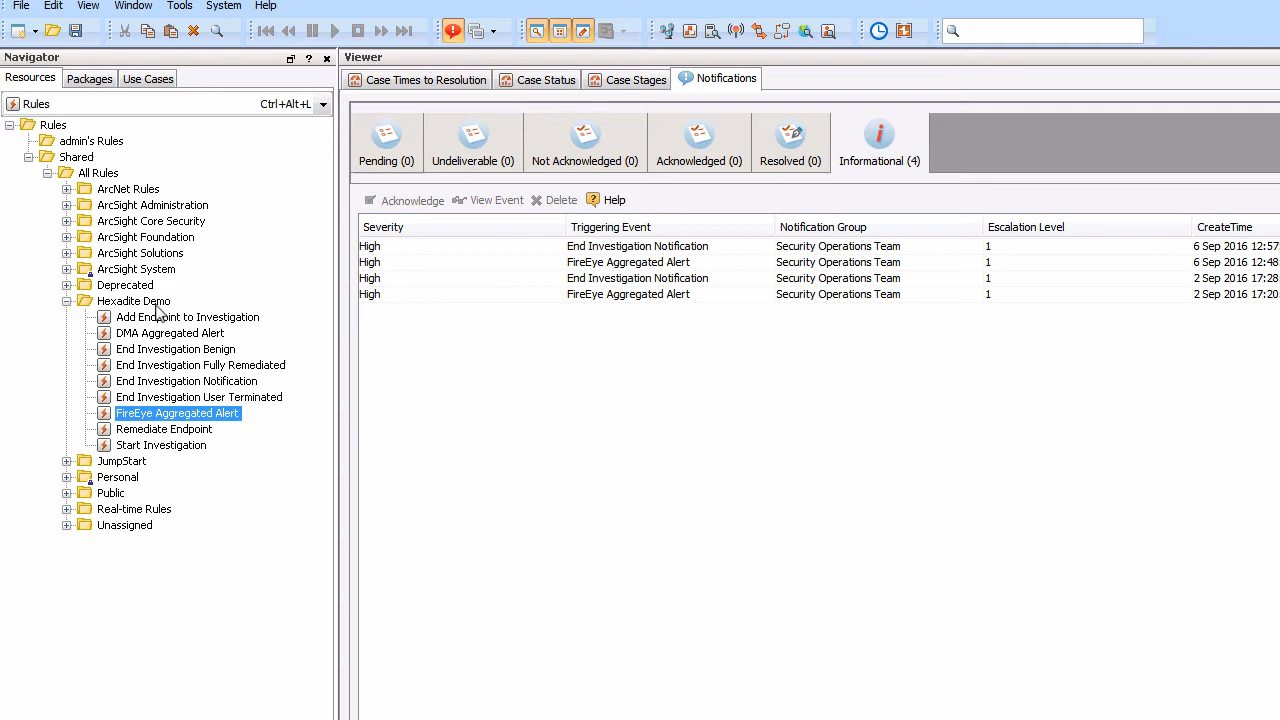 File Edit View Window Tools System Help
Navigator
Resources Packages Use Cases
Rules Ctrl+Alt+L
Rules
admin's Rules
Shared
All Rules
ArcNet Rules
ArcSight Administration
ArcSight Core Security
ArcSight Foundation
ArcSight Solutions
ArcSight System
Deprecated
Hexadite Demo
Add Endpoint to Investigation
DMA Aggregated Alert
End Investigation Benign
End Investigation Fully Remediated
End Investigation Notification
End Investigation User Terminated
FireEye Aggregated Alert
Remediate Endpoint
Start Investigation
JumpStart
Personal
Public
Real-time Rules
Unassigned
Viewer
Case Times to Resolution Case Status Case Stages Notifications
Pending (0) Undeliverable (0) Not Acknowledged (0) Acknowledged (0) Resolved (0) Informational (4)
Acknowledge View Event Delete Help
Severity Triggering Event Notification Group Escalation Level CreateTime
High End Investigation Notification Security Operations Team 1 6 Sep 2016 12:57:
High FireEye Aggregated Alert Security Operations Team 1 6 Sep 2016 12:48:
High End Investigation Notification Security Operations Team 1 2 Sep 2016 17:28:
High FireEye Aggregated Alert Security Operations Team 1 2 Sep 2016 17:20: